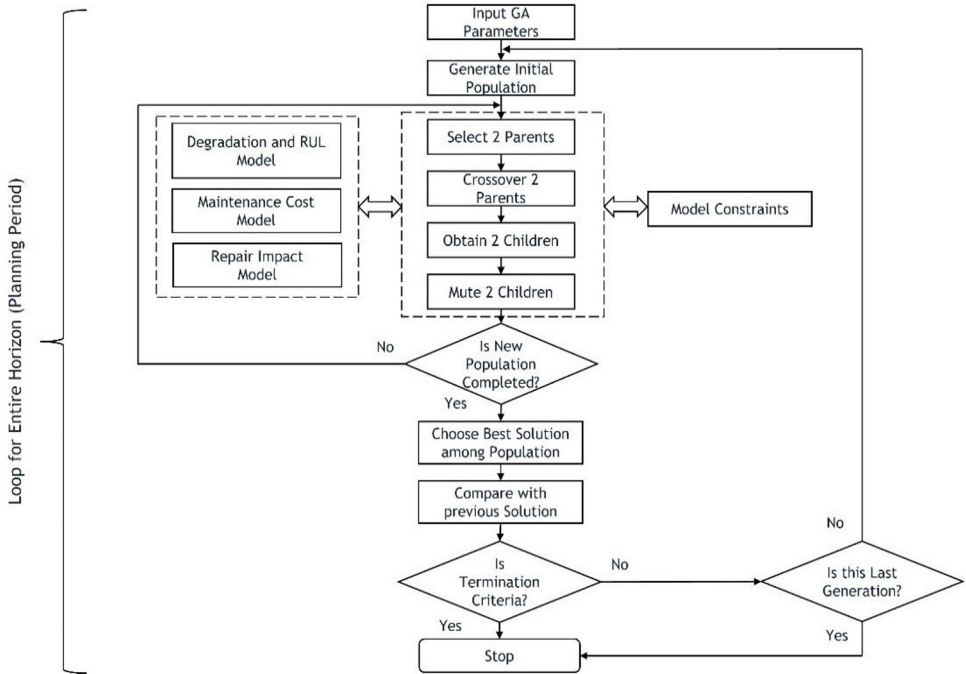 Input GA
Parameters
Generate Initial
Population
Degradation and RUL
Model
Maintenance Cost
Model
Repair Impact
Model
Select 2 Parents
Crossover 2
Parents
Obtain 2 Children
Mute 2 Children
Model Constraints
Loop for Entire Horizon (Planning Period)
No
Is New
Population
Completed?
Yes
Choose Best Solution
among Population
Compare with
previous Solution
Is
Termination
Criteria?
No
No
Is this Last
Generation?
Yes
Yes
Stop